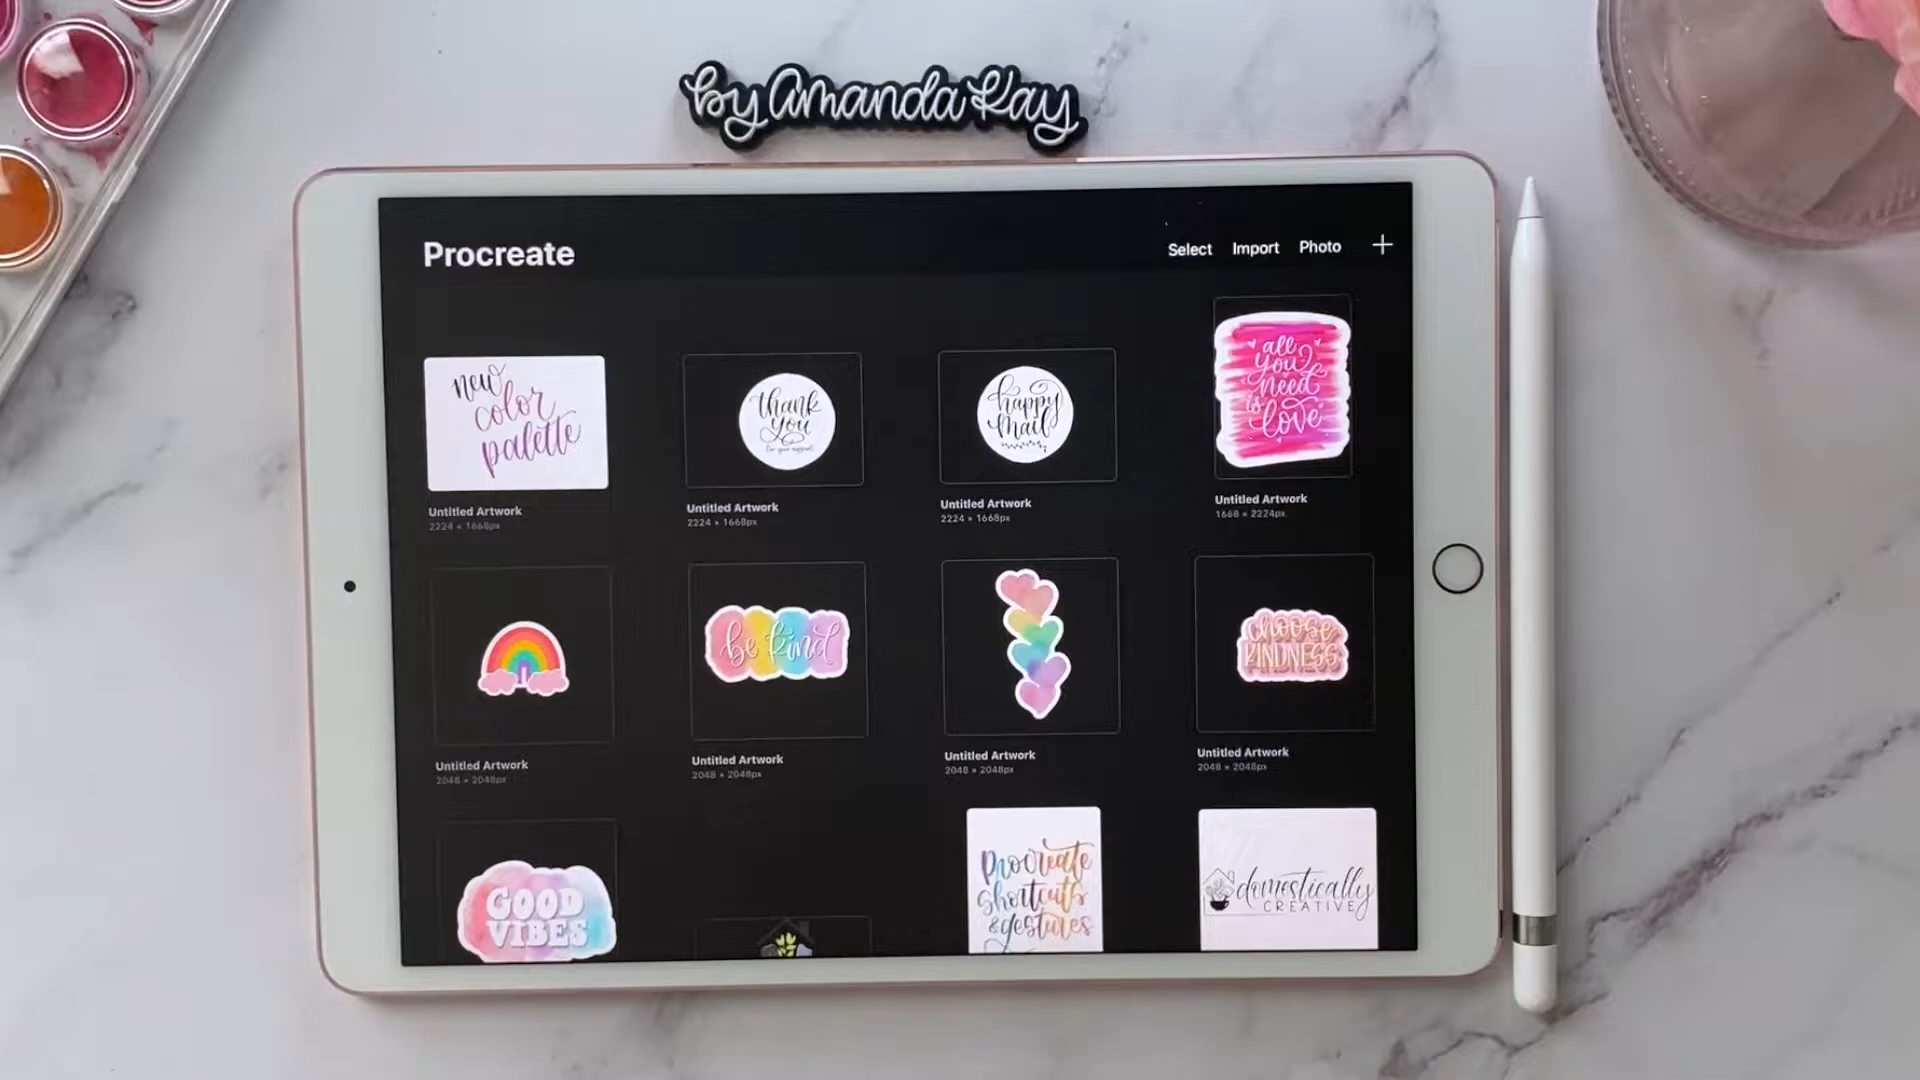 by Amanda Kay
Procreate
Select Import Photo +
new
color
palette
thank
you
for your support
happy
mail
all
you
need
is
love
Untitled Artwork
2224 × 1668px
Untitled Artwork
2224 × 1668px
Untitled Artwork
2224 × 1668px
Untitled Artwork
1668 × 2224px
be kind
choose
KINDNESS
Untitled Artwork
2048 × 2048px
Untitled Artwork
2048 × 2048px
Untitled Artwork
2048 × 2048px
Untitled Artwork
2048 × 2048px
GOOD
VIBES
Procreate
shortcuts
& gestures
domestically
CREATIVE